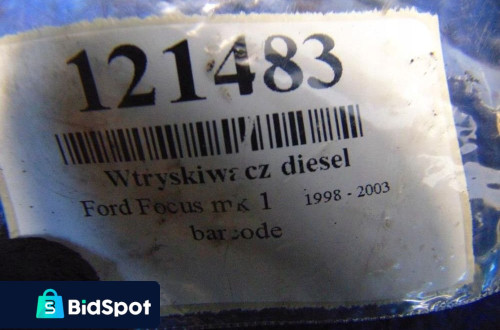 121483
Wtryskiwacz diesel
Ford Focus mk 1 1998 - 2003
barcode
BidSpot